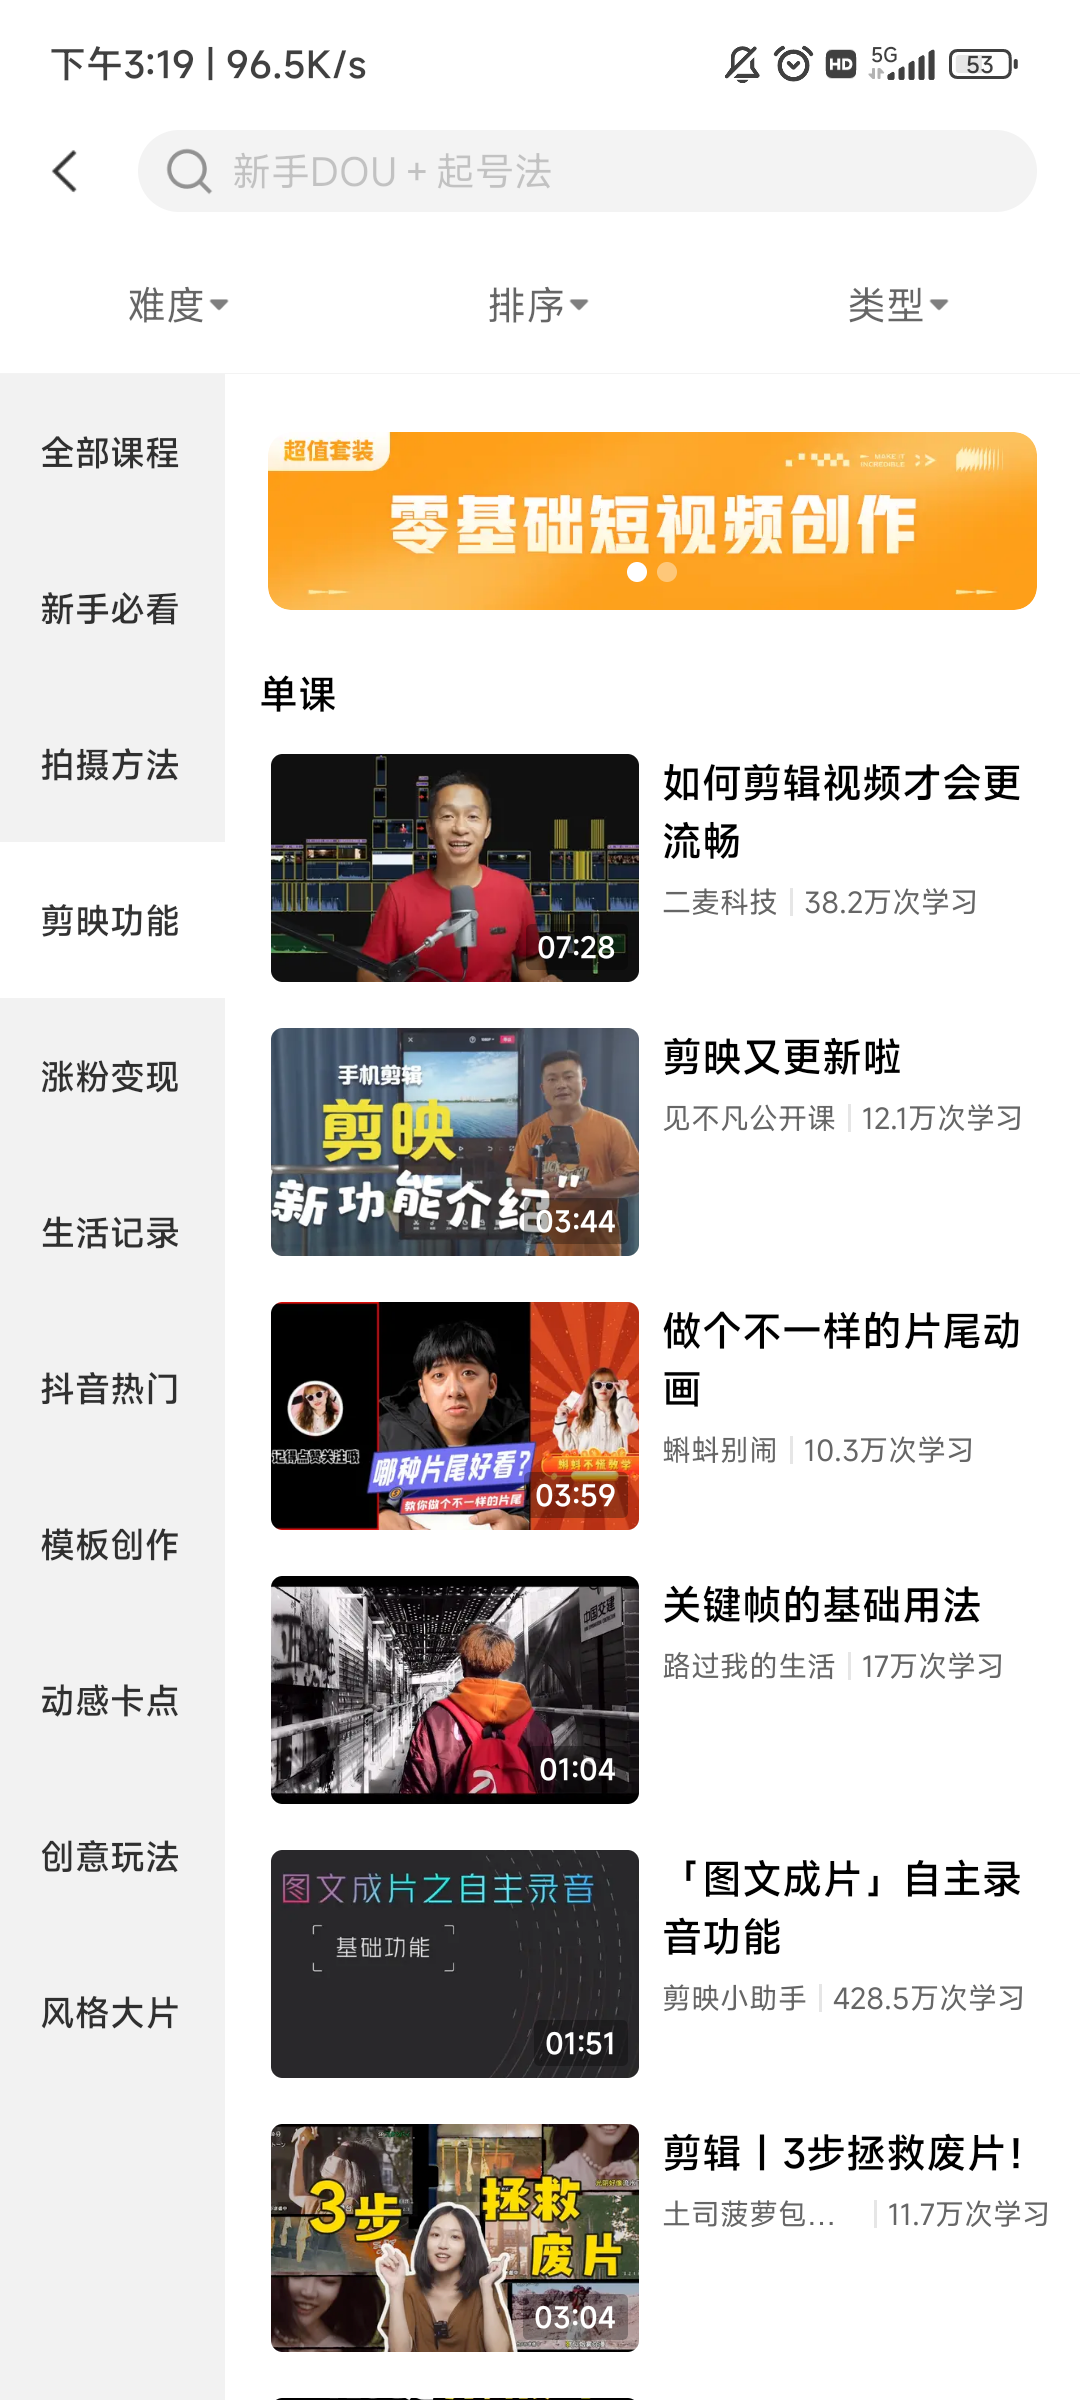 下午3:19 | 96.5K/s
HD
5G
53
新手DOU + 起号法
难度
排序
类型
全部课程
新手必看
拍摄方法
剪映功能
涨粉变现
生活记录
抖音热门
模板创作
动感卡点
创意玩法
风格大片
超值套装
MAKE IT
INCREDIBLE
零基础短视频创作
单课
07:28
如何剪辑视频才会更
流畅
二麦科技
38.2万次学习
手机剪辑
剪映
新功能介绍"
03:44
剪映又更新啦
见不凡公开课
12.1万次学习
记得点赞关注哦
哪种片尾好看?
教你做个不一样的片尾
蝌蚪不慌教学
03:59
做个不一样的片尾动
画
蝌蚪别闹
10.3万次学习
中国交建
01:04
关键帧的基础用法
路过我的生活
17万次学习
图文成片之自主录音
基础功能
01:51
「图文成片」自主录
音功能
剪映小助手
428.5万次学习
3步
拯救
废片
03:04
剪辑丨3步拯救废片!
土司菠萝包...
11.7万次学习